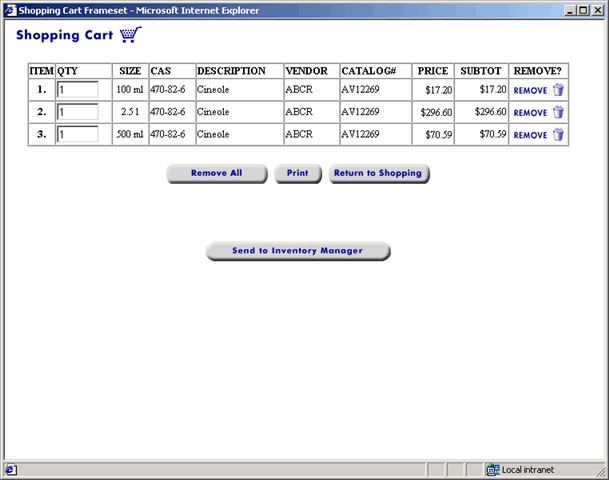 Shopping Cart Frameset - Microsoft Internet Explorer
Shopping Cart
ITEM QTY SIZE CAS DESCRIPTION VENDOR CATALOG# PRICE SUBTOT REMOVE?
1. 1 100 ml 470-82-6 Cineole ABCR AV12269 $17.20 $17.20 REMOVE
2. 1 2.5 l 470-82-6 Cineole ABCR AV12269 $296.60 $296.60 REMOVE
3. 1 500 ml 470-82-6 Cineole ABCR AV12269 $70.59 $70.59 REMOVE
Remove All Print Return to Shopping
Send to Inventory Manager
Local intranet